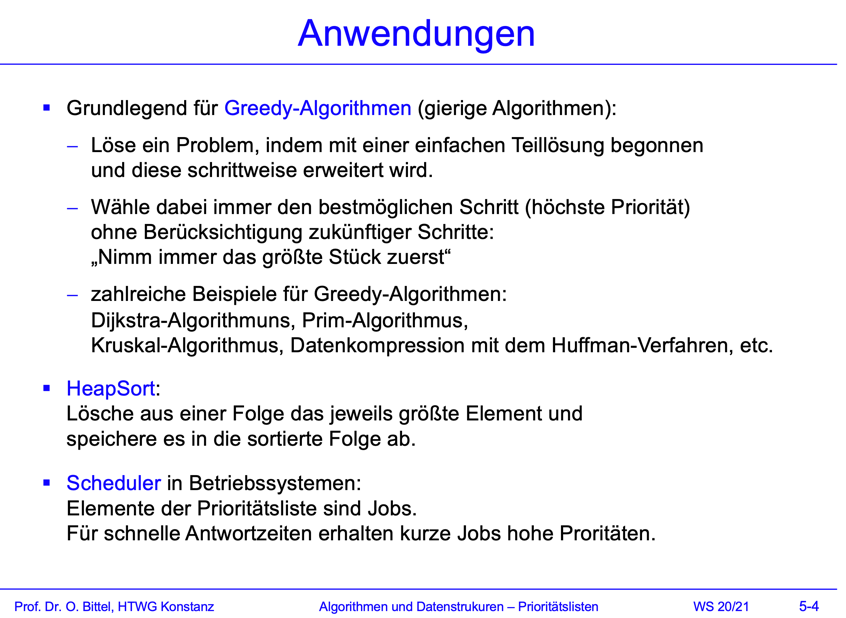 Anwendungen
▪ Grundlegend für Greedy-Algorithmen (gierige Algorithmen):
– Löse ein Problem, indem mit einer einfachen Teillösung begonnen
und diese schrittweise erweitert wird.
– Wähle dabei immer den bestmöglichen Schritt (höchste Priorität)
ohne Berücksichtigung zukünftiger Schritte:
„Nimm immer das größte Stück zuerst“
– zahlreiche Beispiele für Greedy-Algorithmen:
Dijkstra-Algorithmuns, Prim-Algorithmus,
Kruskal-Algorithmus, Datenkompression mit dem Huffman-Verfahren, etc.
▪ HeapSort:
Lösche aus einer Folge das jeweils größte Element und
speichere es in die sortierte Folge ab.
▪ Scheduler in Betriebssystemen:
Elemente der Prioritätsliste sind Jobs.
Für schnelle Antwortzeiten erhalten kurze Jobs hohe Proritäten.
Prof. Dr. O. Bittel, HTWG Konstanz Algorithmen und Datenstrukuren – Prioritätslisten WS 20/21 5-4